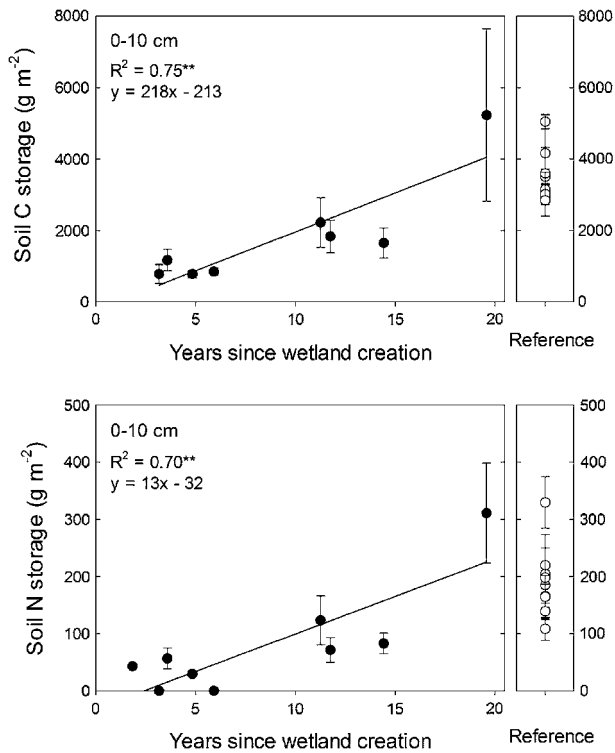 0-10 cm
R² = 0.75**
y = 218x - 213
Soil C storage (g m⁻²)
8000
6000
4000
2000
0
8000
6000
4000
2000
0
0 5 10 15 20
Years since wetland creation
Reference
0-10 cm
R² = 0.70**
y = 13x - 32
Soil N storage (g m⁻²)
500
400
300
200
100
0
500
400
300
200
100
0
0 5 10 15 20
Years since wetland creation
Reference